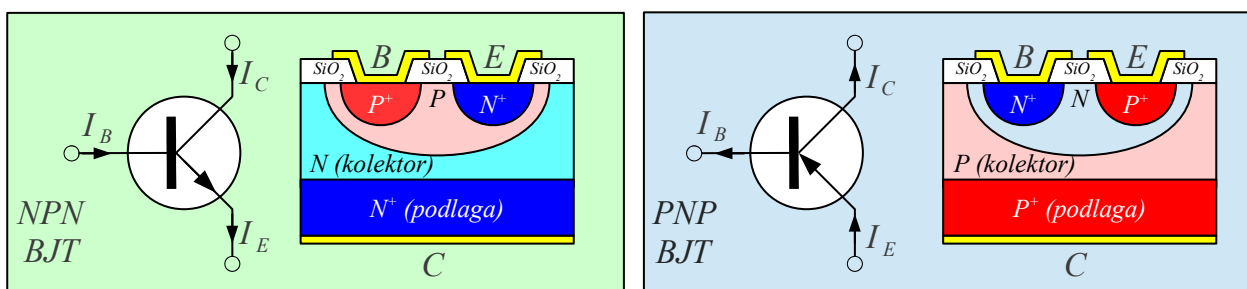 B E
SiO₂ SiO₂ SiO₂
I_C
P⁺ P N⁺
I_B
N (kolektor)
N⁺ (podlaga)
NPN
BJT
I_E
C
B E
SiO₂ SiO₂ SiO₂
I_C
N⁺ N P⁺
I_B
P (kolektor)
P⁺ (podlaga)
PNP
BJT
I_E
C